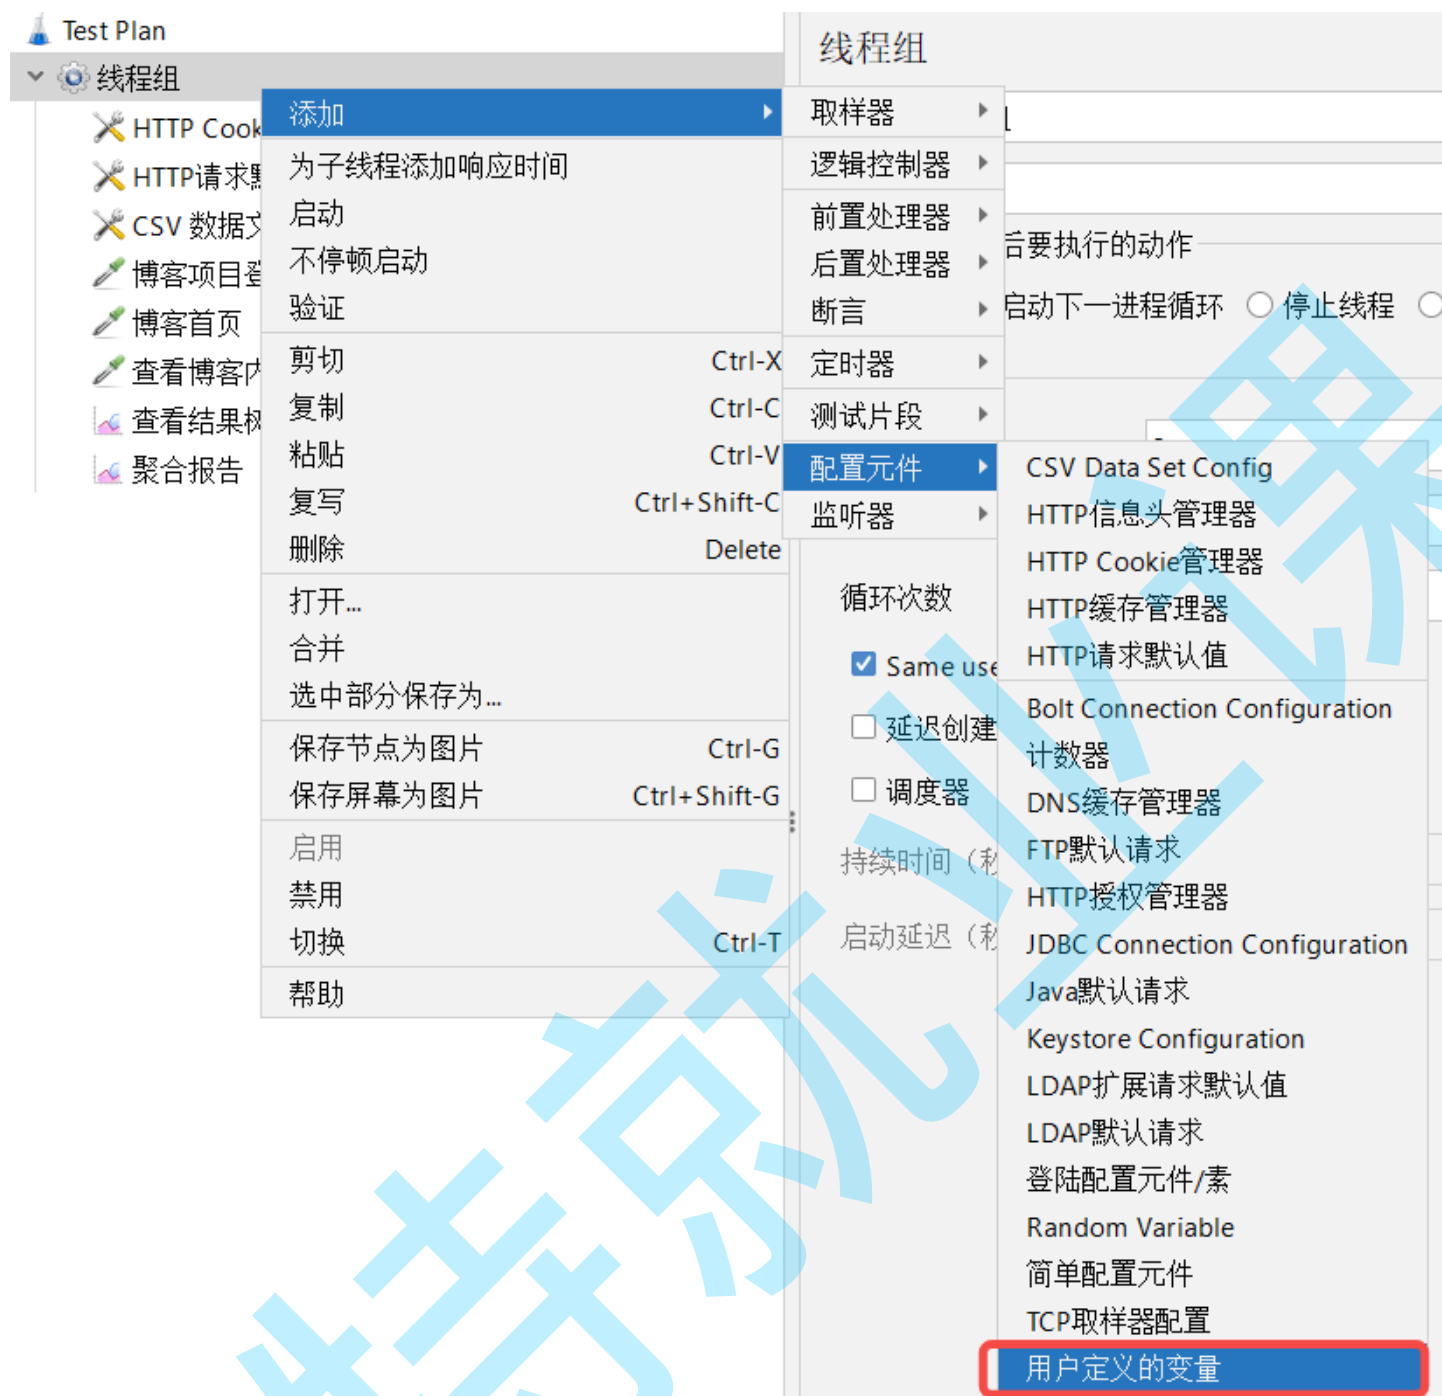 Test Plan
线程组
HTTP Cook
HTTP请求
CSV 数据文
博客项目登
博客首页
查看博客内
查看结果树
聚合报告
添加
为子线程添加响应时间
启动
不停顿启动
验证
剪切 Ctrl-X
复制 Ctrl-C
粘贴 Ctrl-V
复写 Ctrl+Shift-C
删除 Delete
打开...
合并
选中部分保存为...
保存节点为图片 Ctrl-G
保存屏幕为图片 Ctrl+Shift-G
启用
禁用
切换 Ctrl-T
帮助
取样器
逻辑控制器
前置处理器
后置处理器
断言
定时器
测试片段
配置元件
监听器
线程组
后要执行的动作
启动下一进程循环 停止线程
循环次数
Same use
延迟创建
调度器
持续时间（秒
启动延迟（秒
CSV Data Set Config
HTTP信息头管理器
HTTP Cookie管理器
HTTP缓存管理器
HTTP请求默认值
Bolt Connection Configuration
计数器
DNS缓存管理器
FTP默认请求
HTTP授权管理器
JDBC Connection Configuration
Java默认请求
Keystore Configuration
LDAP扩展请求默认值
LDAP默认请求
登陆配置元件/素
Random Variable
简单配置元件
TCP取样器配置
用户定义的变量
特就业课